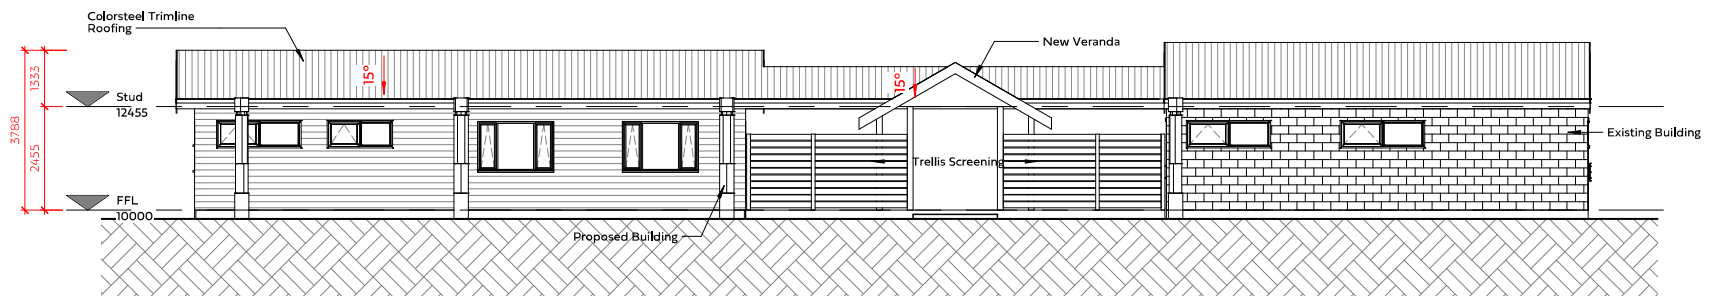 Colorsteel Trimline
Roofing
New Veranda
15°
15°
1333
Stud
12455
3788
2455
Existing Building
Trellis Screening
FFL
10000
Proposed Building